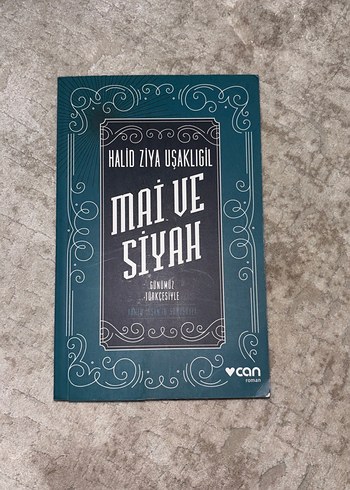 HALİD ZİYA UŞAKLIGİL
MAİ VE
SİYAH
GÜNÜMÜZ
TÜRKÇESİYLE
can
roman